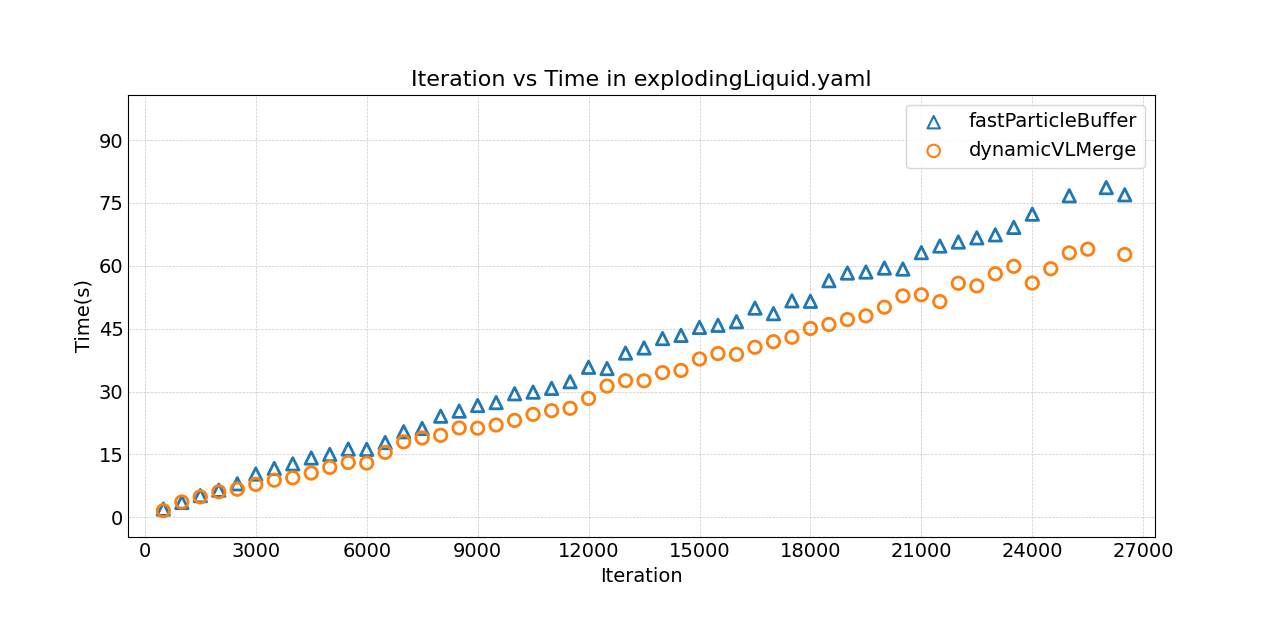 Iteration vs Time in explodingLiquid.yaml
fastParticleBuffer
dynamicVLMerge
90
75
60
45
30
15
0
Time(s)
0 3000 6000 9000 12000 15000 18000 21000 24000 27000
Iteration